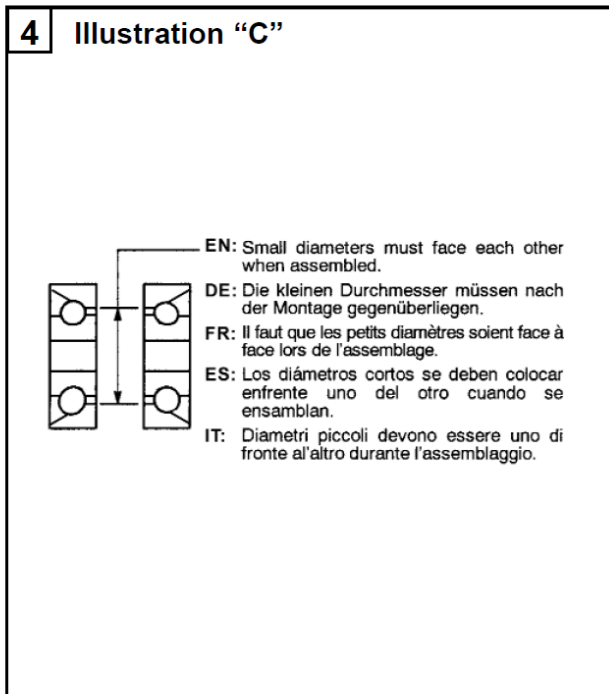 4 Illustration “C”
EN: Small diameters must face each other
when assembled.
DE: Die kleinen Durchmesser müssen nach
der Montage gegenüberliegen.
FR: Il faut que les petits diamètres soient face à
face lors de l'assemblage.
ES: Los diámetros cortos se deben colocar
enfrente uno del otro cuando se
ensamblan.
IT: Diametri piccoli devono essere uno di
fronte al'altro durante l'assemblaggio.